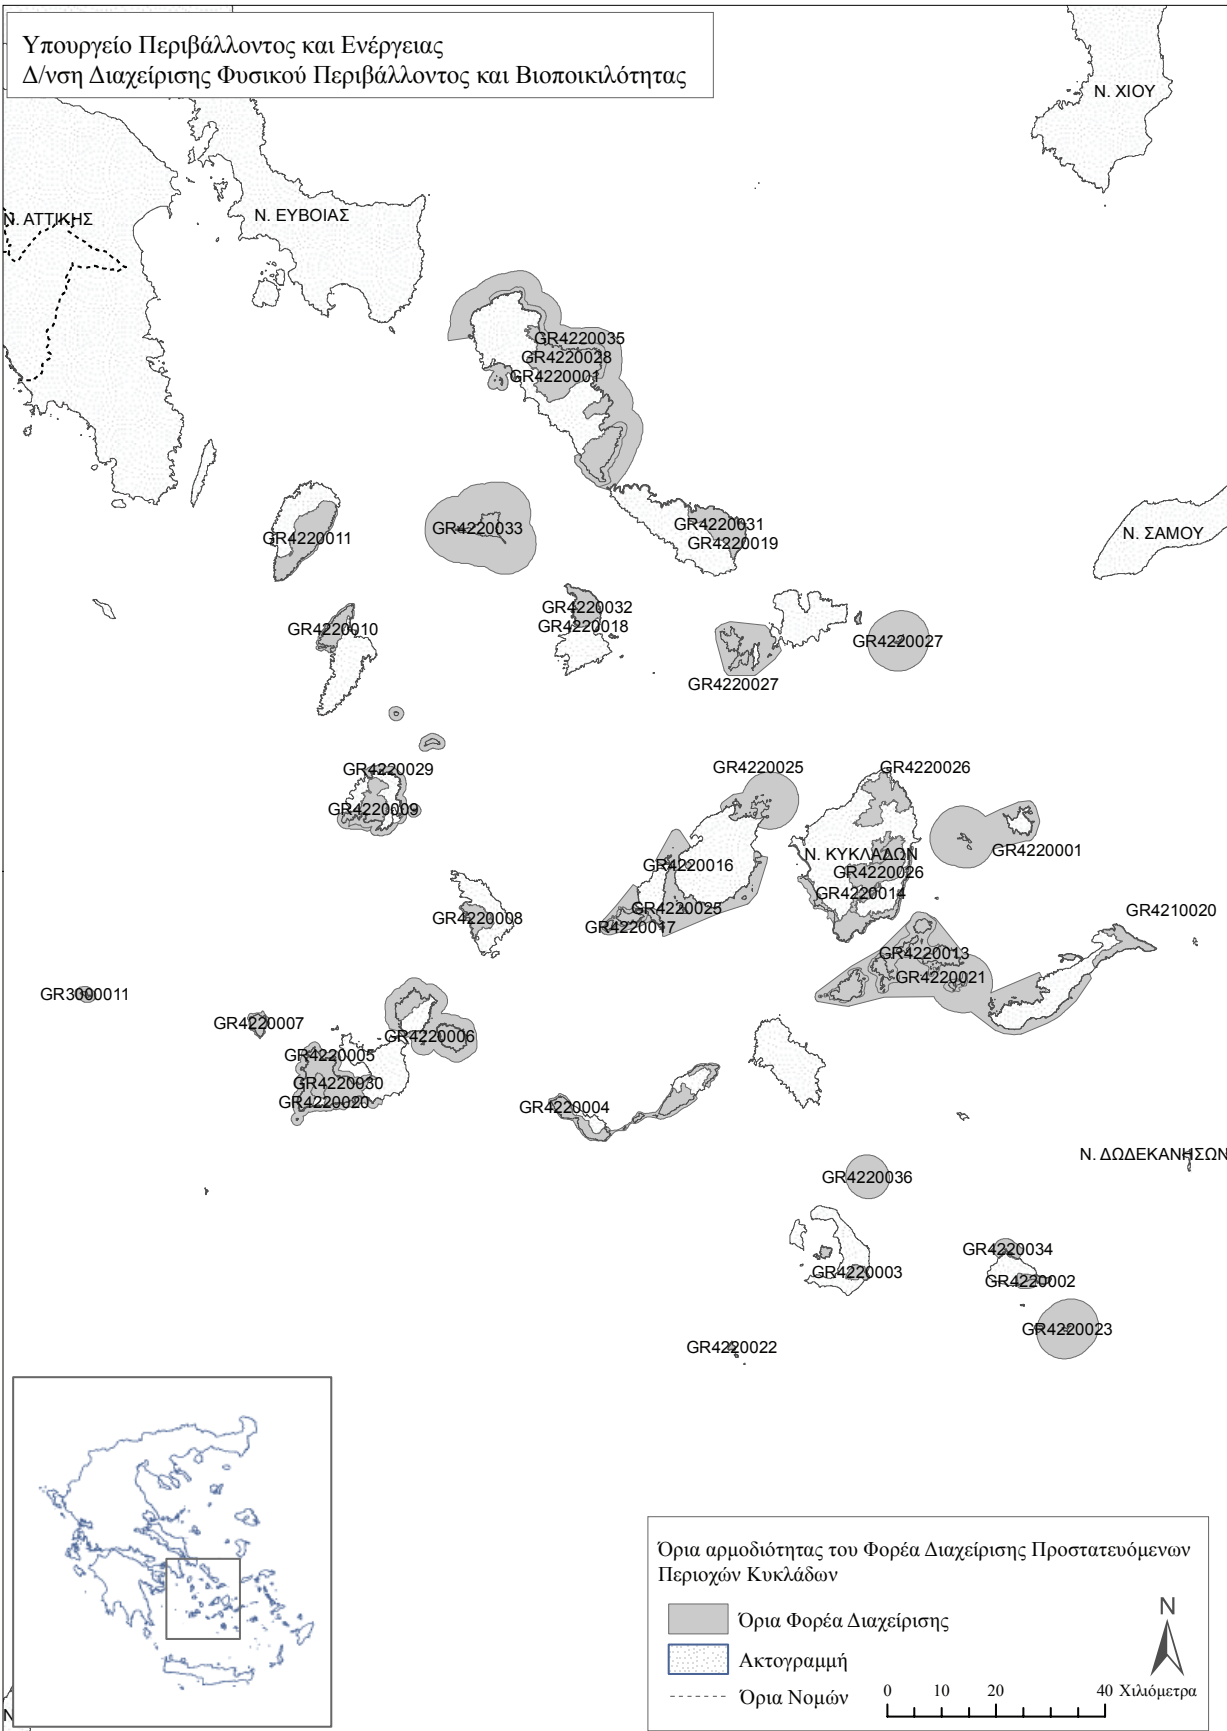 Υπουργείο Περιβάλλοντος και Ενέργειας
Δ/νση Διαχείρισης Φυσικού Περιβάλλοντος και Βιοποικιλότητας
Ν. ΧΙΟΥ
Ν. ΑΤΤΙΚΗΣ
Ν. ΕΥΒΟΙΑΣ
GR4220035
GR4220028
GR4220001
GR4220033
GR4220011
GR4220031
GR4220019
Ν. ΣΑΜΟΥ
GR4220032
GR4220018
GR4220010
GR4220027
GR4220027
GR4220029
GR4220025
GR4220026
GR4220009
GR4220001
Ν. ΚΥΚΛΑΔΩΝ
GR4220016
GR4220026
GR4220014
GR4220025
GR4220008
GR4220017
GR4210020
GR4220013
GR4220021
GR3000011
GR4220007
GR4220006
GR4220005
GR4220030
GR4220020
GR4220004
Ν. ΔΩΔΕΚΑΝΗΣΩΝ
GR4220036
GR4220034
GR4220003
GR4220002
GR4220023
GR4220022
Όρια αρμοδιότητας του Φορέα Διαχείρισης Προστατευόμενων
Περιοχών Κυκλάδων
Όρια Φορέα Διαχείρισης
Ακτογραμμή
Όρια Νομών
N
0 10 20 40 Χιλιόμετρα
Ν